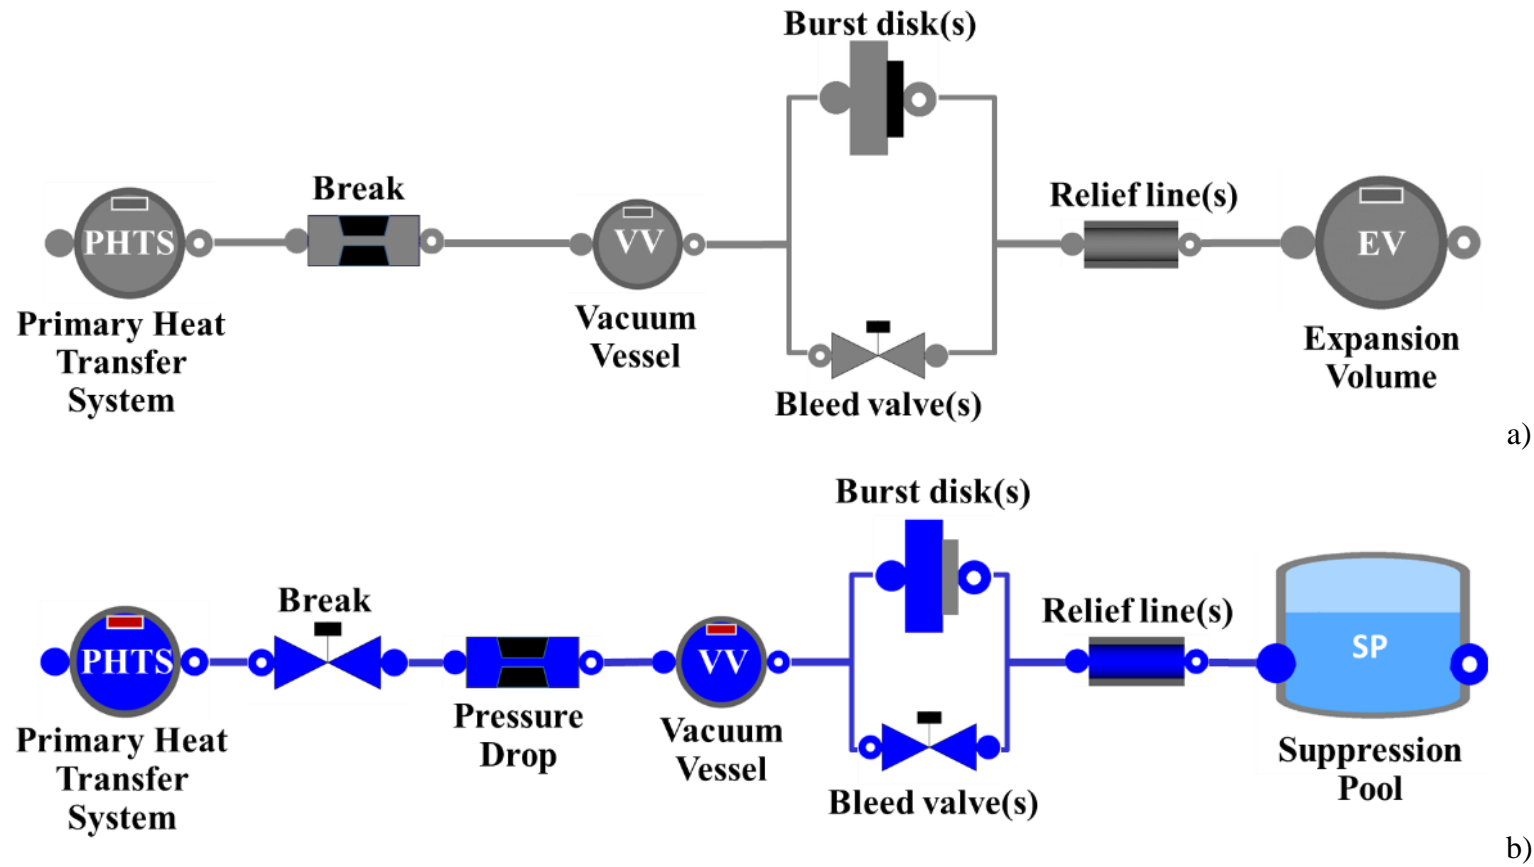 Burst disk(s)
Break
Relief line(s)
PHTS
VV
EV
Primary Heat
Transfer
System
Vacuum
Vessel
Expansion
Volume
Bleed valve(s)
a)
Burst disk(s)
Break
Relief line(s)
PHTS
VV
SP
Primary Heat
Transfer
System
Pressure
Drop
Vacuum
Vessel
Suppression
Pool
Bleed valve(s)
b)